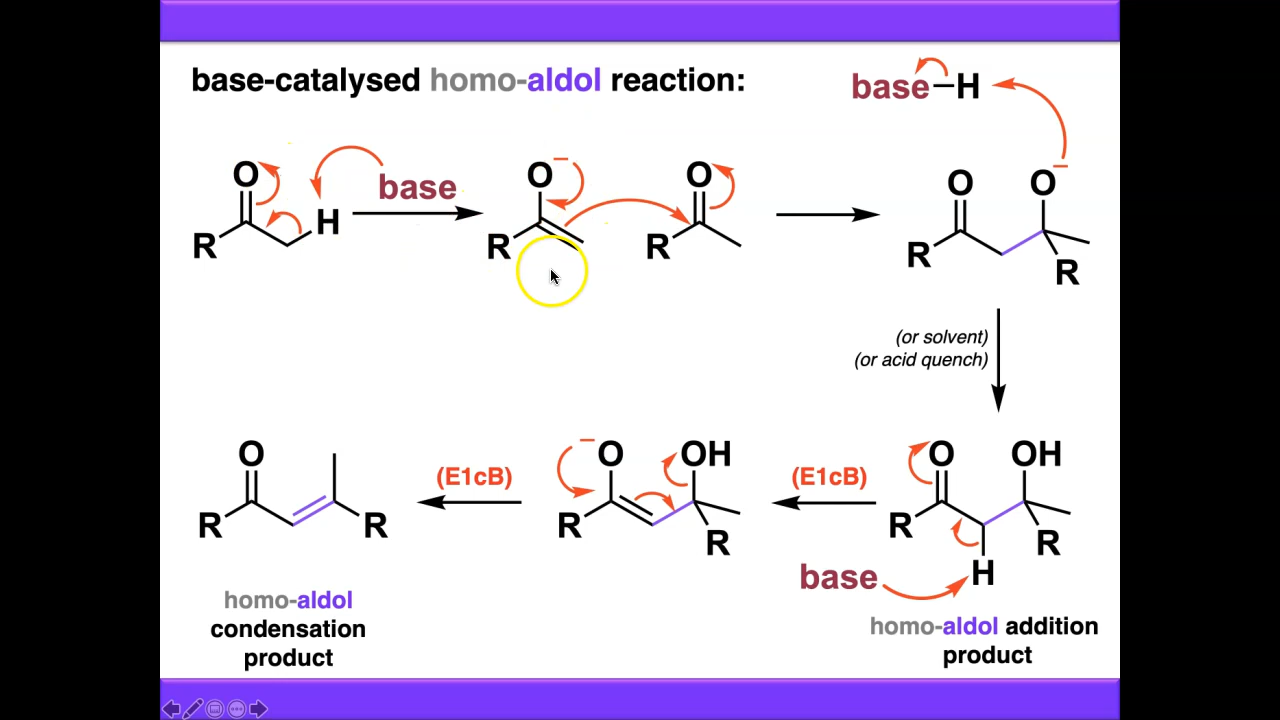 base-catalysed homo-aldol reaction:
base–H
O H base R
O − R
O R
O O − R R
(or solvent)
(or acid quench)
O OH R R H
base
homo-aldol addition
product
(E1cB)
− O OH R R
(E1cB)
O R R
homo-aldol
condensation
product